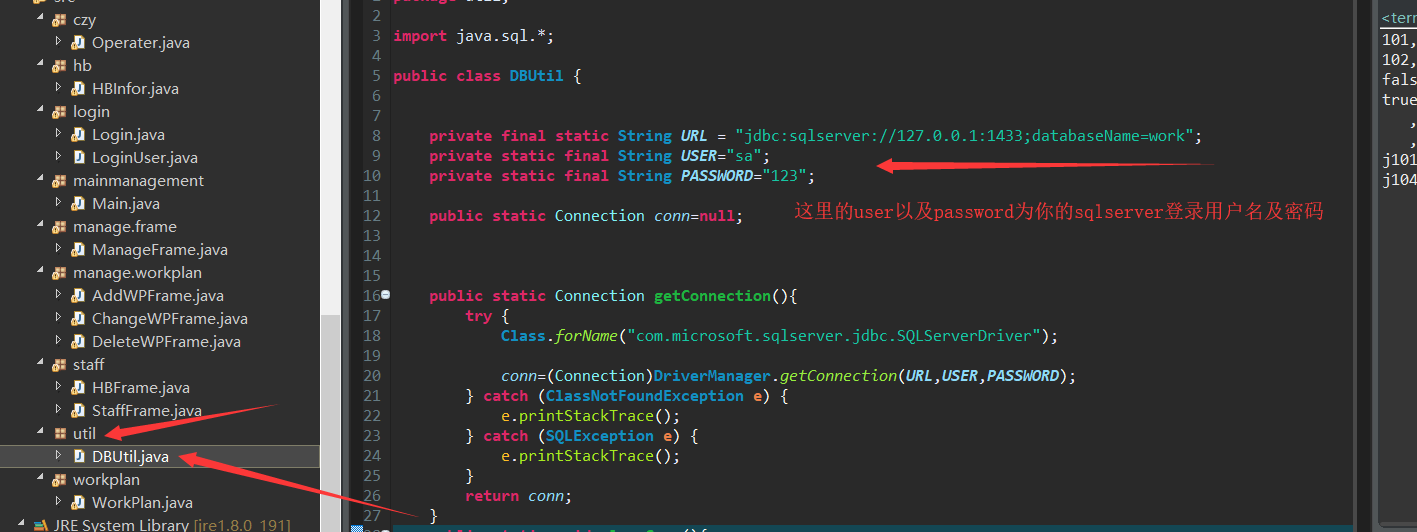 czy
Operater.java
hb
HBInfor.java
login
Login.java
LoginUser.java
mainmanagement
Main.java
manage.frame
ManageFrame.java
manage.workplan
AddWPFrame.java
ChangeWPFrame.java
DeleteWPFrame.java
staff
HBFrame.java
StaffFrame.java
util
DBUtil.java
workplan
WorkPlan.java
JRE System Library [jre1.8.0_191]
2
3 import java.sql.*;
4
5 public class DBUtil {
6
7
8 private final static String URL = "jdbc:sqlserver://127.0.0.1:1433;databaseName=work";
9 private static final String USER="sa";
10 private static final String PASSWORD="123";
11
12 public static Connection conn=null;
这里的user以及password为你的sqlserver登录用户名及密码
13
14
15
16 public static Connection getConnection(){
17 try {
18 Class.forName("com.microsoft.sqlserver.jdbc.SQLServerDriver");
19
20 conn=(Connection)DriverManager.getConnection(URL,USER,PASSWORD);
21 } catch (ClassNotFoundException e) {
22 e.printStackTrace();
23 } catch (SQLException e) {
24 e.printStackTrace();
25 }
26 return conn;
27 }
<ter
101,
102,
fals
true
,
,
j101
j104